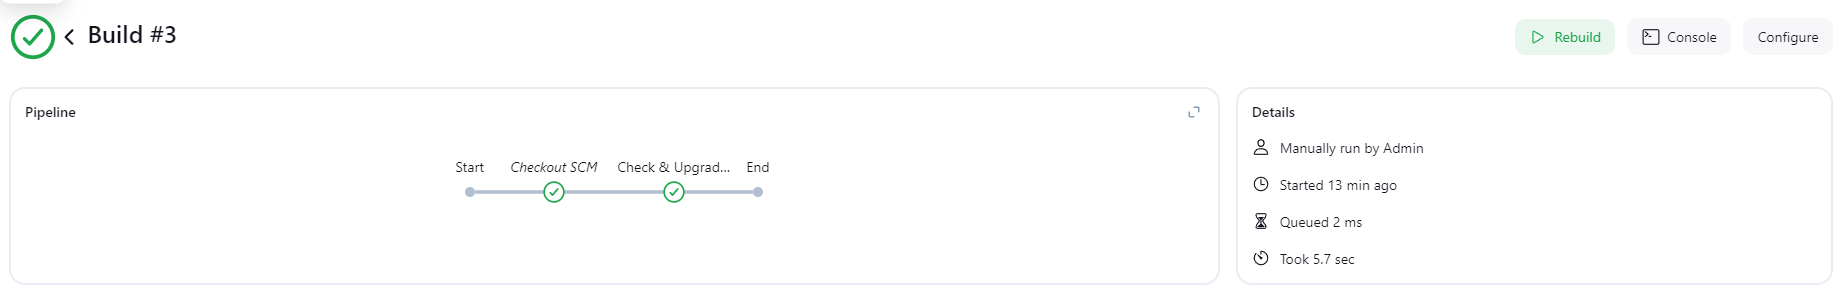 Build #3
Rebuild
Console
Configure
Pipeline
Start
Checkout SCM
Check & Upgrad...
End
Details
Manually run by Admin
Started 13 min ago
Queued 2 ms
Took 5.7 sec